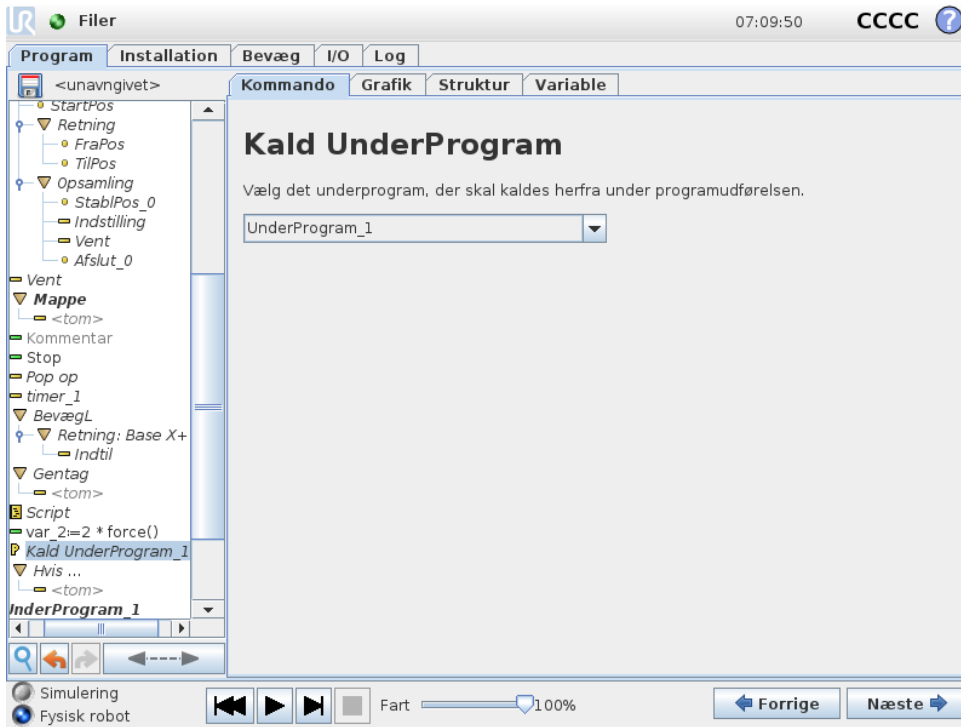 UR Filer 07:09:50 CCCC ?
Program Installation Bevæg I/O Log
<unavngivet>
Kommando Grafik Struktur Variable
StartPos
Retning
FraPos
TilPos
Opsamling
StablPos_0
Indstilling
Vent
Afslut_0
Vent
Mappe
<tom>
Kommentar
Stop
Pop op
timer_1
BevægL
Retning: Base X+
Indtil
Gentag
<tom>
Script
var_2:=2 * force()
Kald UnderProgram_1
Hvis ...
<tom>
UnderProgram_1
Kald UnderProgram
Vælg det underprogram, der skal kaldes herfra under programudførelsen.
UnderProgram_1
Simulering
Fysisk robot
Fart 100%
Forrige Næste